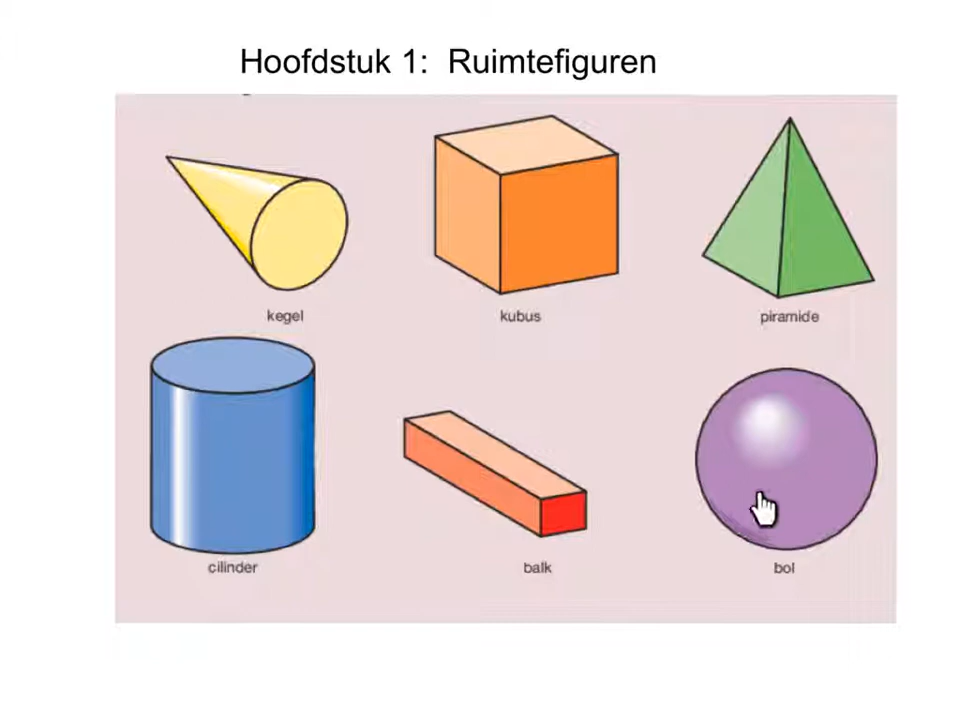 Hoofdstuk 1: Ruimtefiguren
kegel
kubus
piramide
cilinder
balk
bol